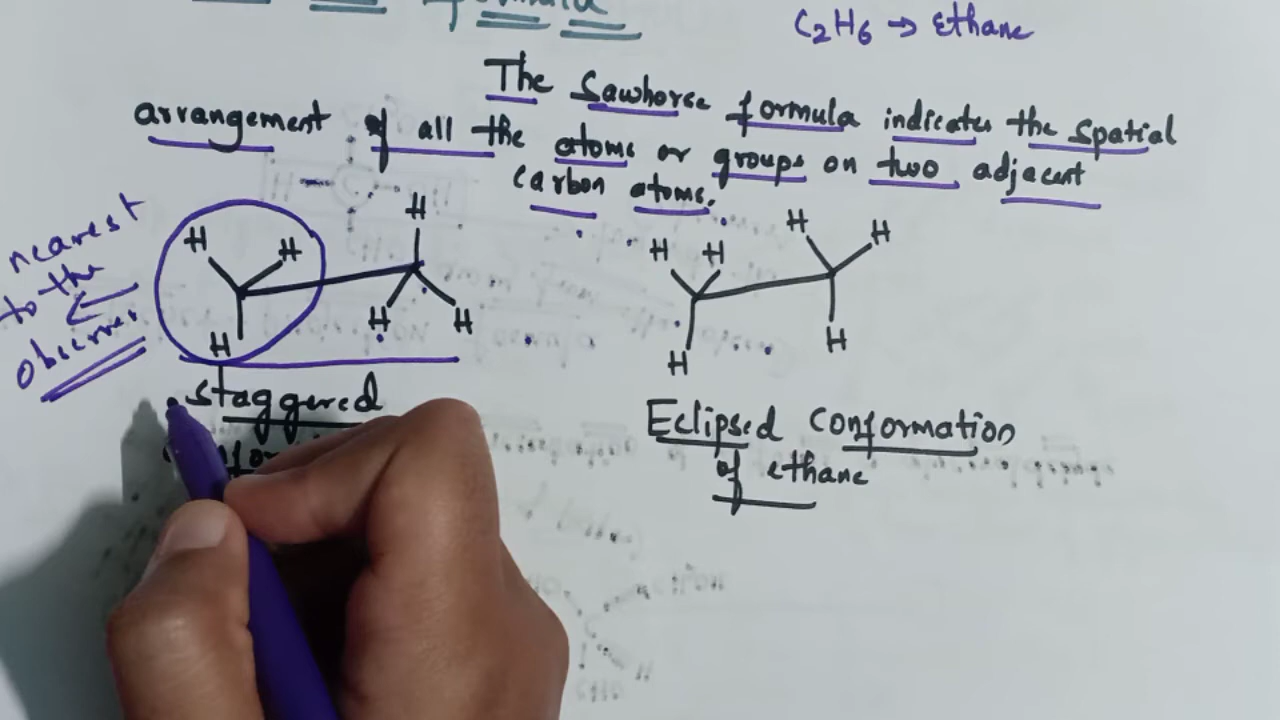 formula
C2H6 → Ethane
The Sawhorse formula indicates the spatial
arrangement of all the atoms or groups on two adjacent
carbon atoms.
nearest
to the
observer
H H H
H H H
Staggered
H H H H
H H
Eclipsed Conformation
of ethane